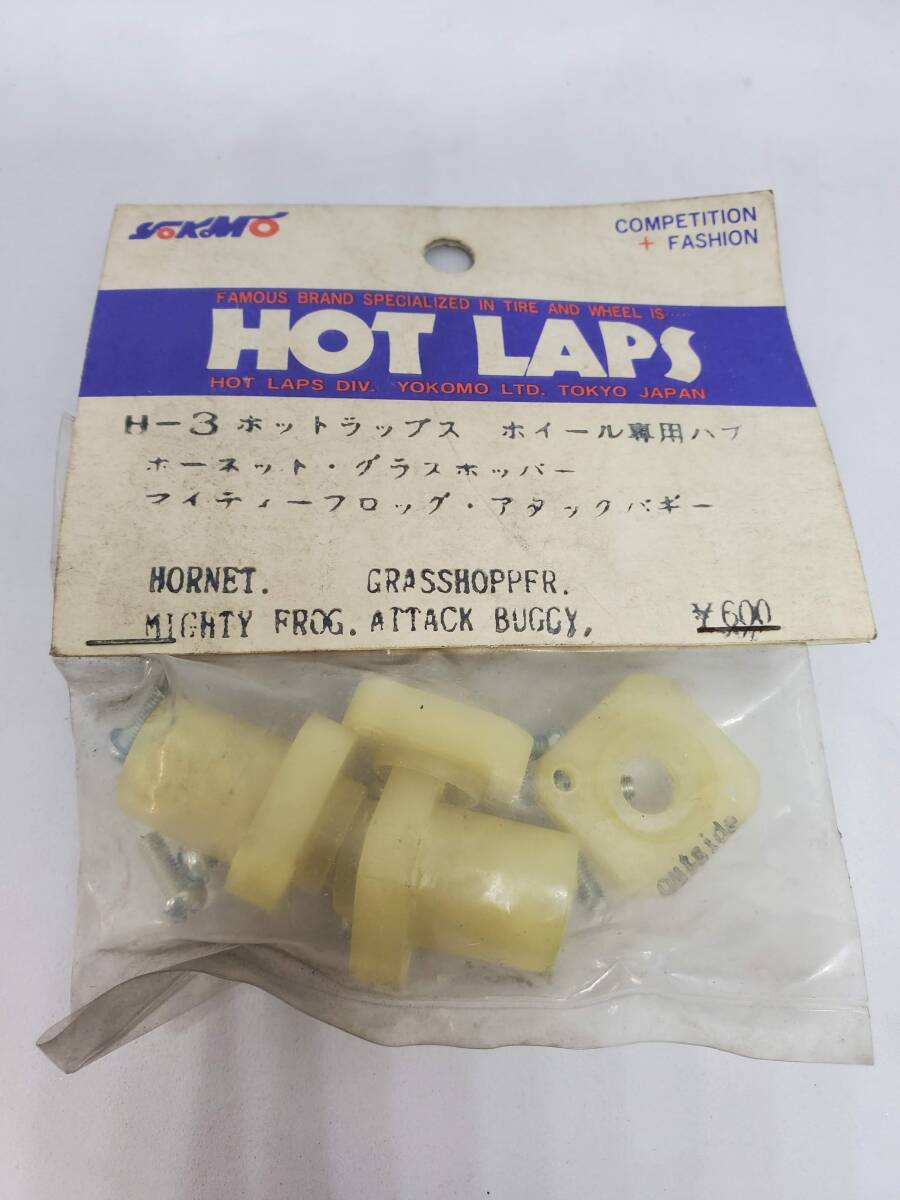 YOKOMO
COMPETITION
+ FASHION
FAMOUS BRAND SPECIALIZED IN TIRE AND WHEEL IS.....
HOT LAPS
HOT LAPS DIV. YOKOMO LTD. TOKYO JAPAN
H-3 ホットラップス ホイール専用ハブ
ホーネット・グラスホッパー
マイティーフロッグ・アタックバギー
HORNET. GRASSHOPPER.
MIGHTY FROG. ATTACK BUGGY,
¥600
outside